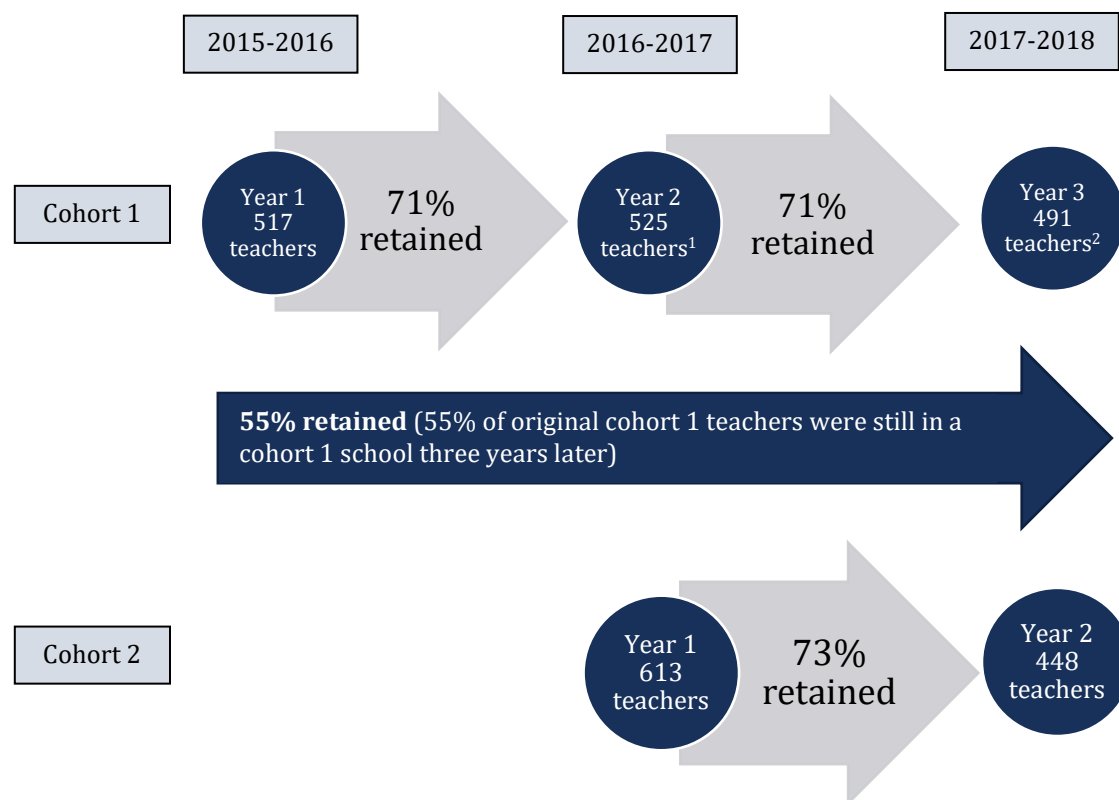 2015-2016
2016-2017
2017-2018
Cohort 1
Year 1
517
teachers
71%
retained
Year 2
525
teachers¹
71%
retained
Year 3
491
teachers²
55% retained (55% of original cohort 1 teachers were still in a
cohort 1 school three years later)
Cohort 2
Year 1
613
teachers
73%
retained
Year 2
448
teachers